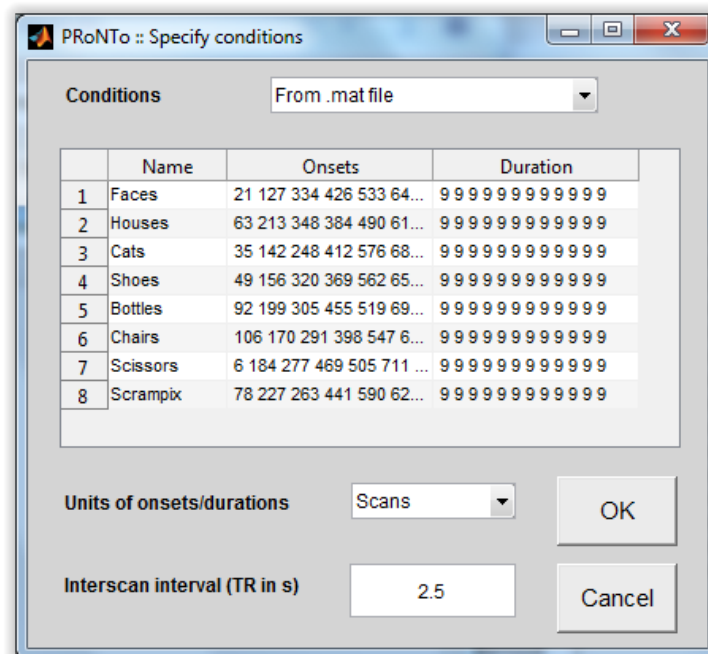 PRoNTo :: Specify conditions
Conditions From .mat file
Name Onsets Duration
1 Faces 21 127 334 426 533 64... 9 9 9 9 9 9 9 9 9 9 9 9
2 Houses 63 213 348 384 490 61... 9 9 9 9 9 9 9 9 9 9 9 9
3 Cats 35 142 248 412 576 68... 9 9 9 9 9 9 9 9 9 9 9 9
4 Shoes 49 156 320 369 562 65... 9 9 9 9 9 9 9 9 9 9 9 9
5 Bottles 92 199 305 455 519 69... 9 9 9 9 9 9 9 9 9 9 9 9
6 Chairs 106 170 291 398 547 6... 9 9 9 9 9 9 9 9 9 9 9 9
7 Scissors 6 184 277 469 505 711 ... 9 9 9 9 9 9 9 9 9 9 9 9
8 Scrampix 78 227 263 441 590 62... 9 9 9 9 9 9 9 9 9 9 9 9
Units of onsets/durations Scans OK
Interscan interval (TR in s) 2.5 Cancel